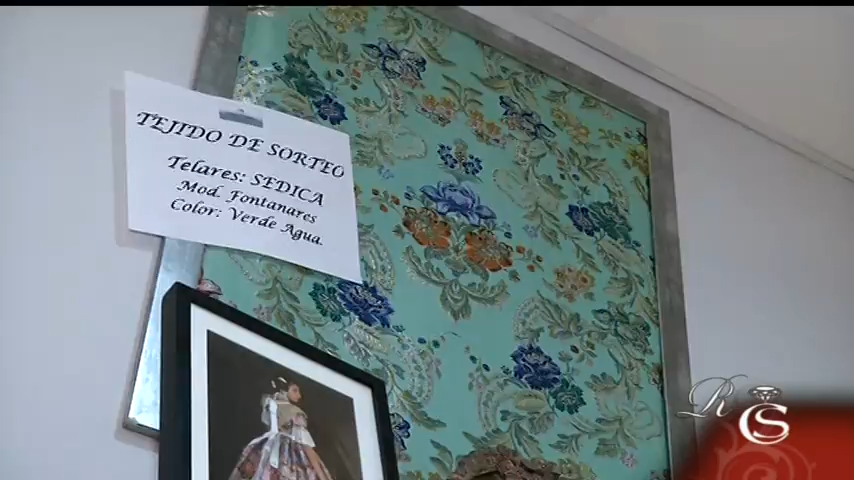 TEJIDO DE SORTEO
Telares: SEDICA
Mod. Fontanares
Color: Verde Agua
R
S